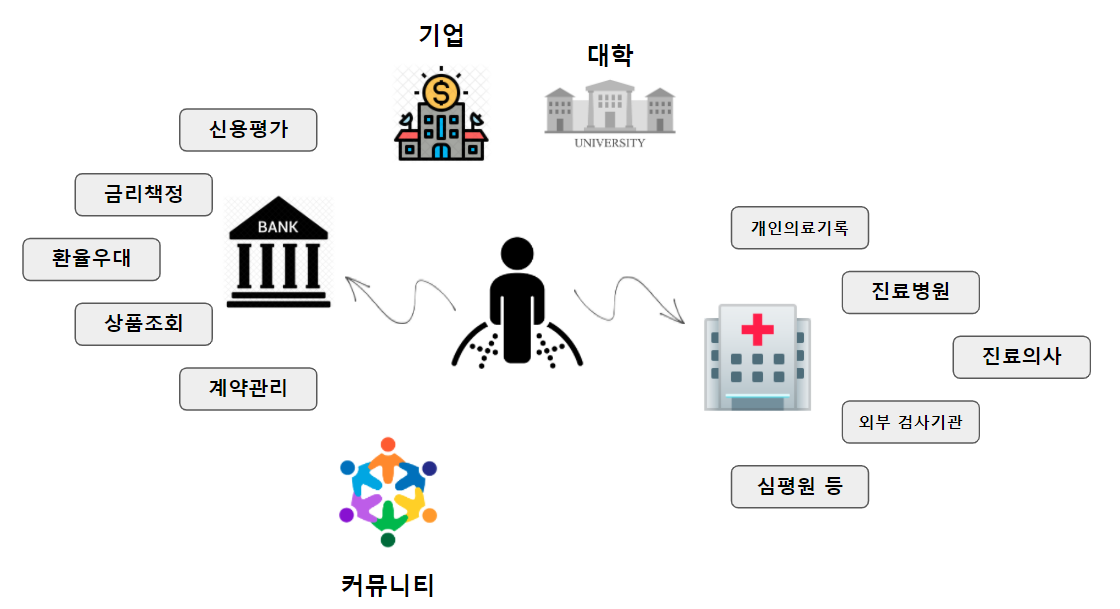 기업
대학
UNIVERSITY
신용평가
금리책정
환율우대
상품조회
계약관리
BANK
개인의료기록
진료병원
진료의사
외부 검사기관
심평원 등
커뮤니티